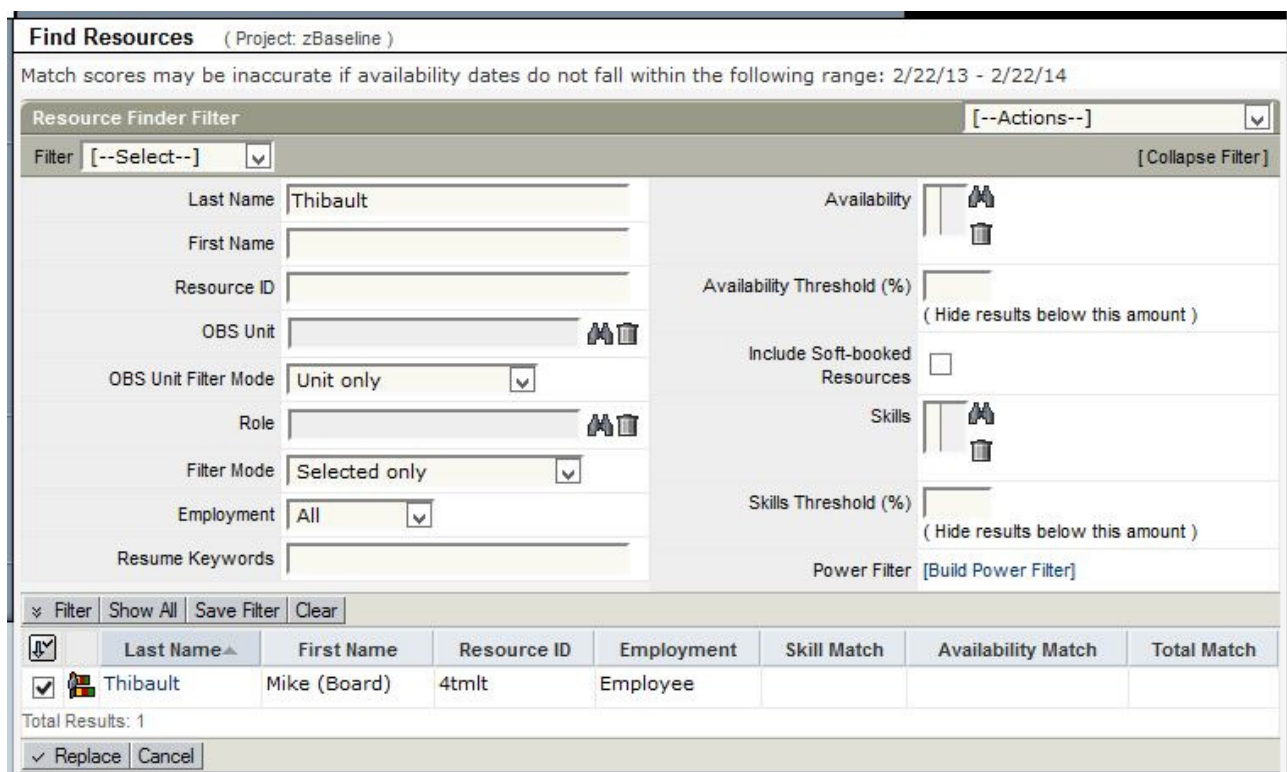 Find Resources ( Project: zBaseline )
Match scores may be inaccurate if availability dates do not fall within the following range: 2/22/13 - 2/22/14
Resource Finder Filter [--Actions--]
Filter [--Select--] [Collapse Filter]
Last Name Thibault
First Name
Resource ID
OBS Unit
OBS Unit Filter Mode Unit only
Role
Filter Mode Selected only
Employment All
Resume Keywords
Availability
Availability Threshold (%)
( Hide results below this amount )
Include Soft-booked
Resources
Skills
Skills Threshold (%)
( Hide results below this amount )
Power Filter [Build Power Filter]
Filter Show All Save Filter Clear
Last Name First Name Resource ID Employment Skill Match Availability Match Total Match
Thibault Mike (Board) 4tmlt Employee
Total Results: 1
Replace Cancel